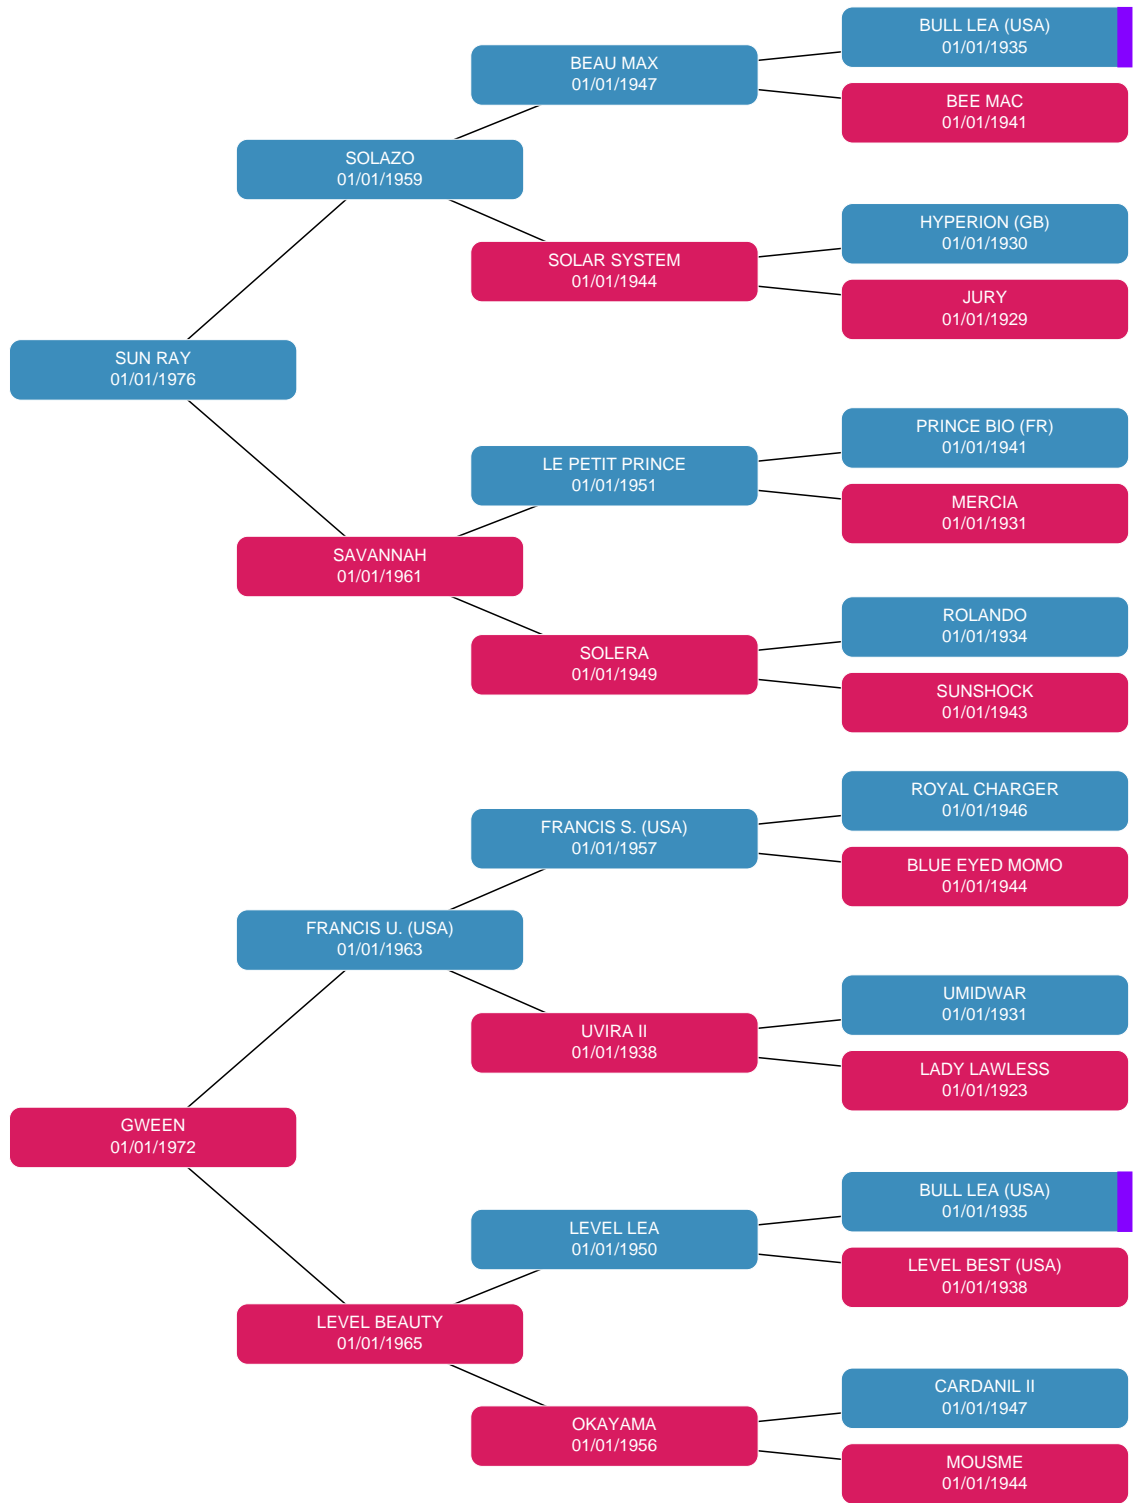 BULL LEA (USA)
01/01/1935
BEAU MAX
01/01/1947
BEE MAC
01/01/1941
SOLAZO
01/01/1959
HYPERION (GB)
01/01/1930
SOLAR SYSTEM
01/01/1944
JURY
01/01/1929
SUN RAY
01/01/1976
PRINCE BIO (FR)
01/01/1941
LE PETIT PRINCE
01/01/1951
MERCIA
01/01/1931
SAVANNAH
01/01/1961
ROLANDO
01/01/1934
SOLERA
01/01/1949
SUNSHOCK
01/01/1943
ROYAL CHARGER
01/01/1946
FRANCIS S. (USA)
01/01/1957
BLUE EYED MOMO
01/01/1944
FRANCIS U. (USA)
01/01/1963
UMIDWAR
01/01/1931
UVIRA II
01/01/1938
LADY LAWLESS
01/01/1923
GWEEN
01/01/1972
BULL LEA (USA)
01/01/1935
LEVEL LEA
01/01/1950
LEVEL BEST (USA)
01/01/1938
LEVEL BEAUTY
01/01/1965
CARDANIL II
01/01/1947
OKAYAMA
01/01/1956
MOUSME
01/01/1944